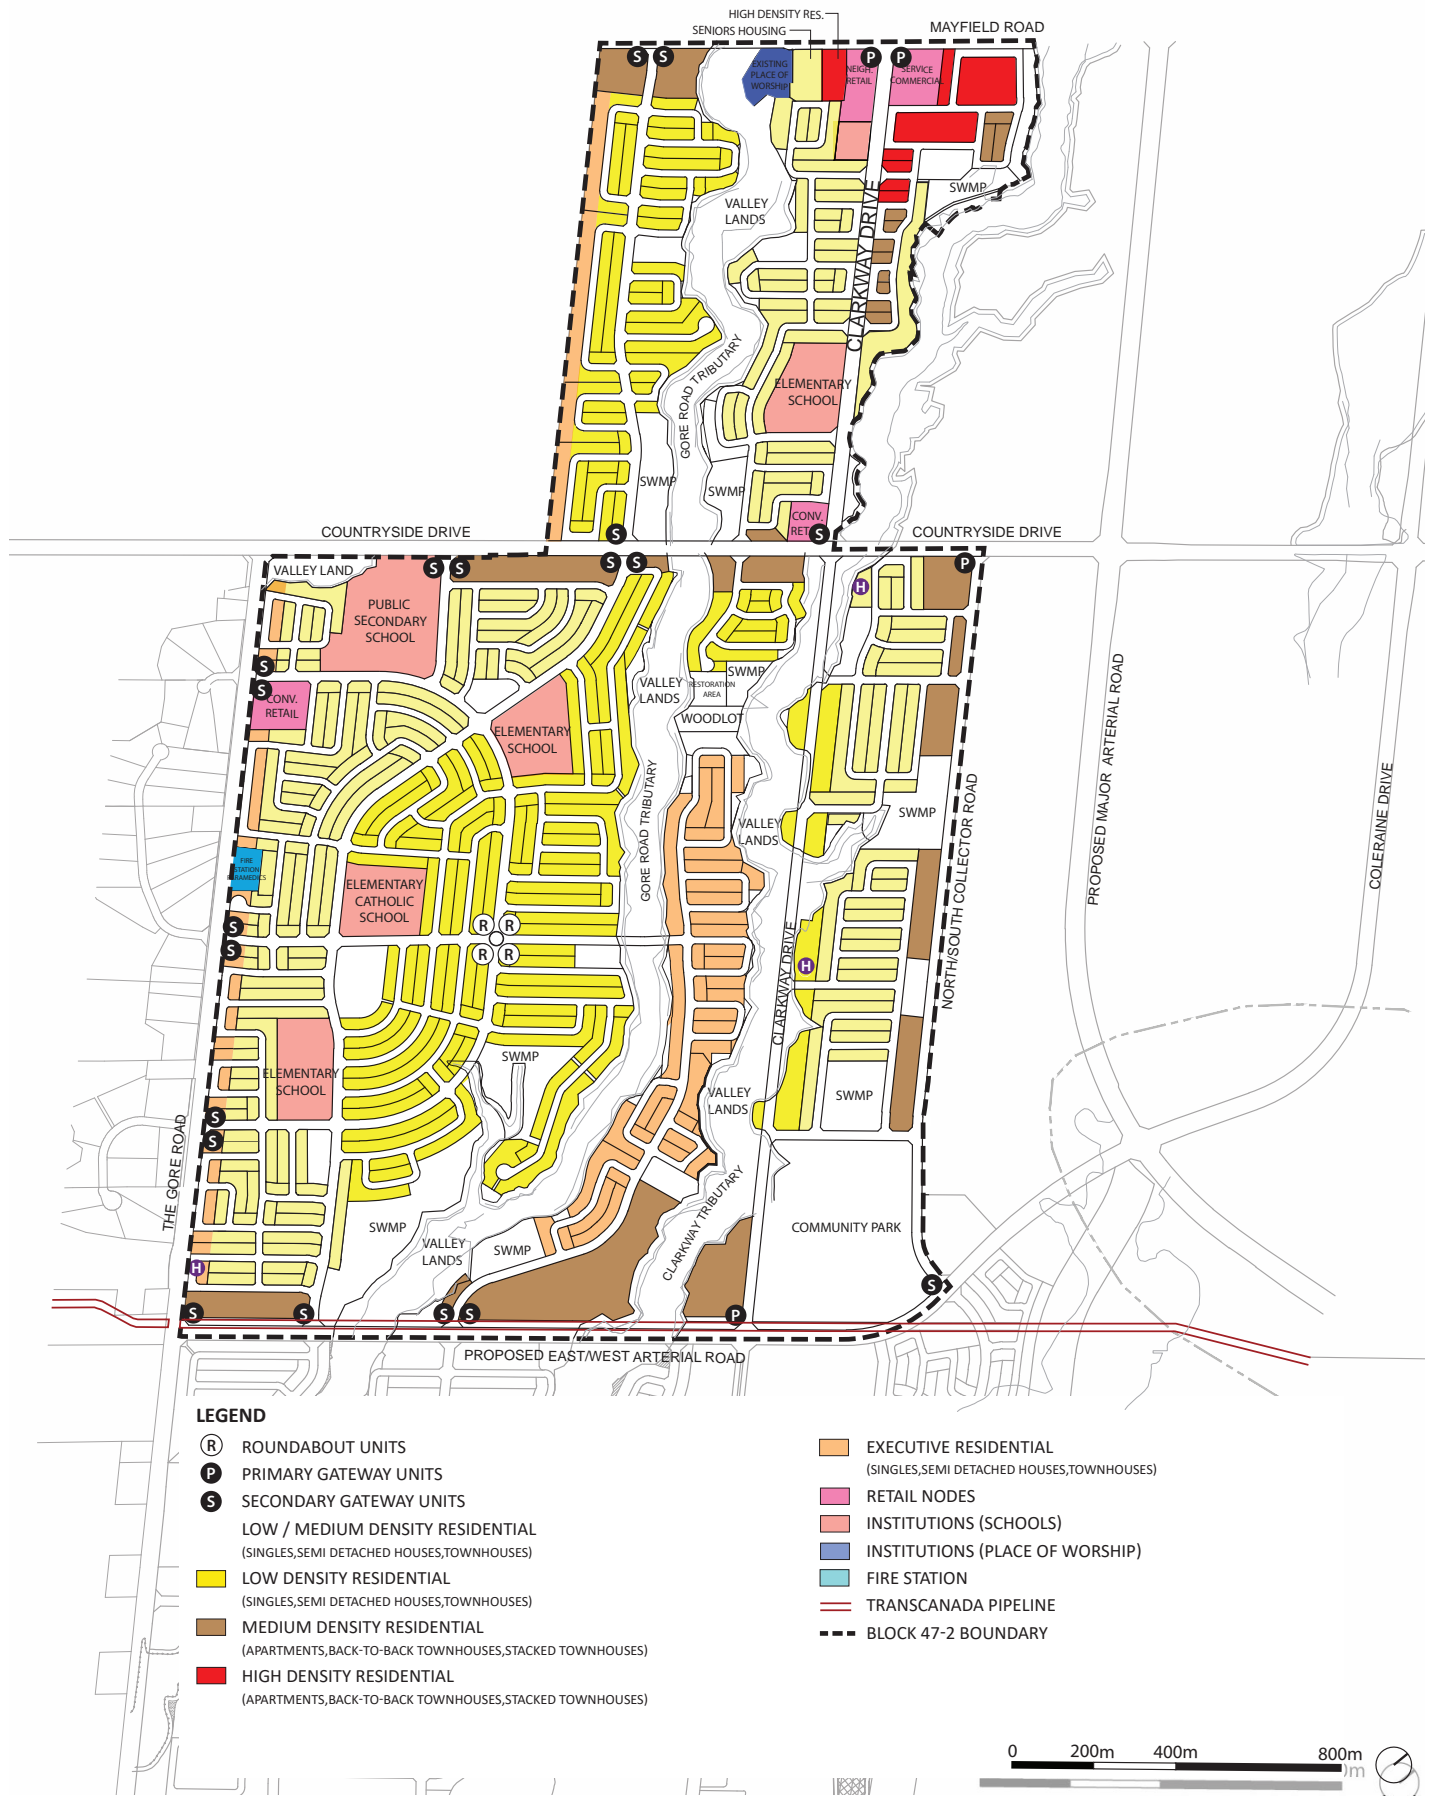 HIGH DENSITY RES.
SENIORS HOUSING
MAYFIELD ROAD
S
S
EXISTING
PLACE OF
WORSHIP
NEIGH.
RETAIL
P
P
SERVICE
COMMERCIAL
SWMP
VALLEY
LANDS
CLARKWAY DRIVE
GORE ROAD TRIBUTARY
ELEMENTARY
SCHOOL
SWMP
SWMP
CONV.
RET.
S
S
COUNTRYSIDE DRIVE
COUNTRYSIDE DRIVE
VALLEY LAND
S
S
S
S
P
H
PUBLIC
SECONDARY
SCHOOL
S
S
CONV.
RETAIL
VALLEY
LANDS
SWMP
RESTORATION
AREA
WOODLOT
ELEMENTARY
SCHOOL
GORE ROAD TRIBUTARY
VALLEY
LANDS
SWMP
NORTH/SOUTH COLLECTOR ROAD
PROPOSED MAJOR ARTERIAL ROAD
COLERAINE DRIVE
FIRE
STATION
PARAMEDICS
ELEMENTARY
CATHOLIC
SCHOOL
S
S
R
R
R
R
H
CLARKWAY DRIVE
SWMP
ELEMENTARY
SCHOOL
VALLEY
LANDS
SWMP
S
S
THE GORE ROAD
CLARKWAY TRIBUTARY
SWMP
VALLEY
LANDS
SWMP
COMMUNITY PARK
H
S
S
S
S
S
P
PROPOSED EAST/WEST ARTERIAL ROAD
LEGEND
R ROUNDABOUT UNITS
P PRIMARY GATEWAY UNITS
S SECONDARY GATEWAY UNITS
LOW / MEDIUM DENSITY RESIDENTIAL
(SINGLES,SEMI DETACHED HOUSES,TOWNHOUSES)
LOW DENSITY RESIDENTIAL
(SINGLES,SEMI DETACHED HOUSES,TOWNHOUSES)
MEDIUM DENSITY RESIDENTIAL
(APARTMENTS,BACK-TO-BACK TOWNHOUSES,STACKED TOWNHOUSES)
HIGH DENSITY RESIDENTIAL
(APARTMENTS,BACK-TO-BACK TOWNHOUSES,STACKED TOWNHOUSES)
EXECUTIVE RESIDENTIAL
(SINGLES,SEMI DETACHED HOUSES,TOWNHOUSES)
RETAIL NODES
INSTITUTIONS (SCHOOLS)
INSTITUTIONS (PLACE OF WORSHIP)
FIRE STATION
TRANSCANADA PIPELINE
BLOCK 47-2 BOUNDARY
0 200m 400m 800m